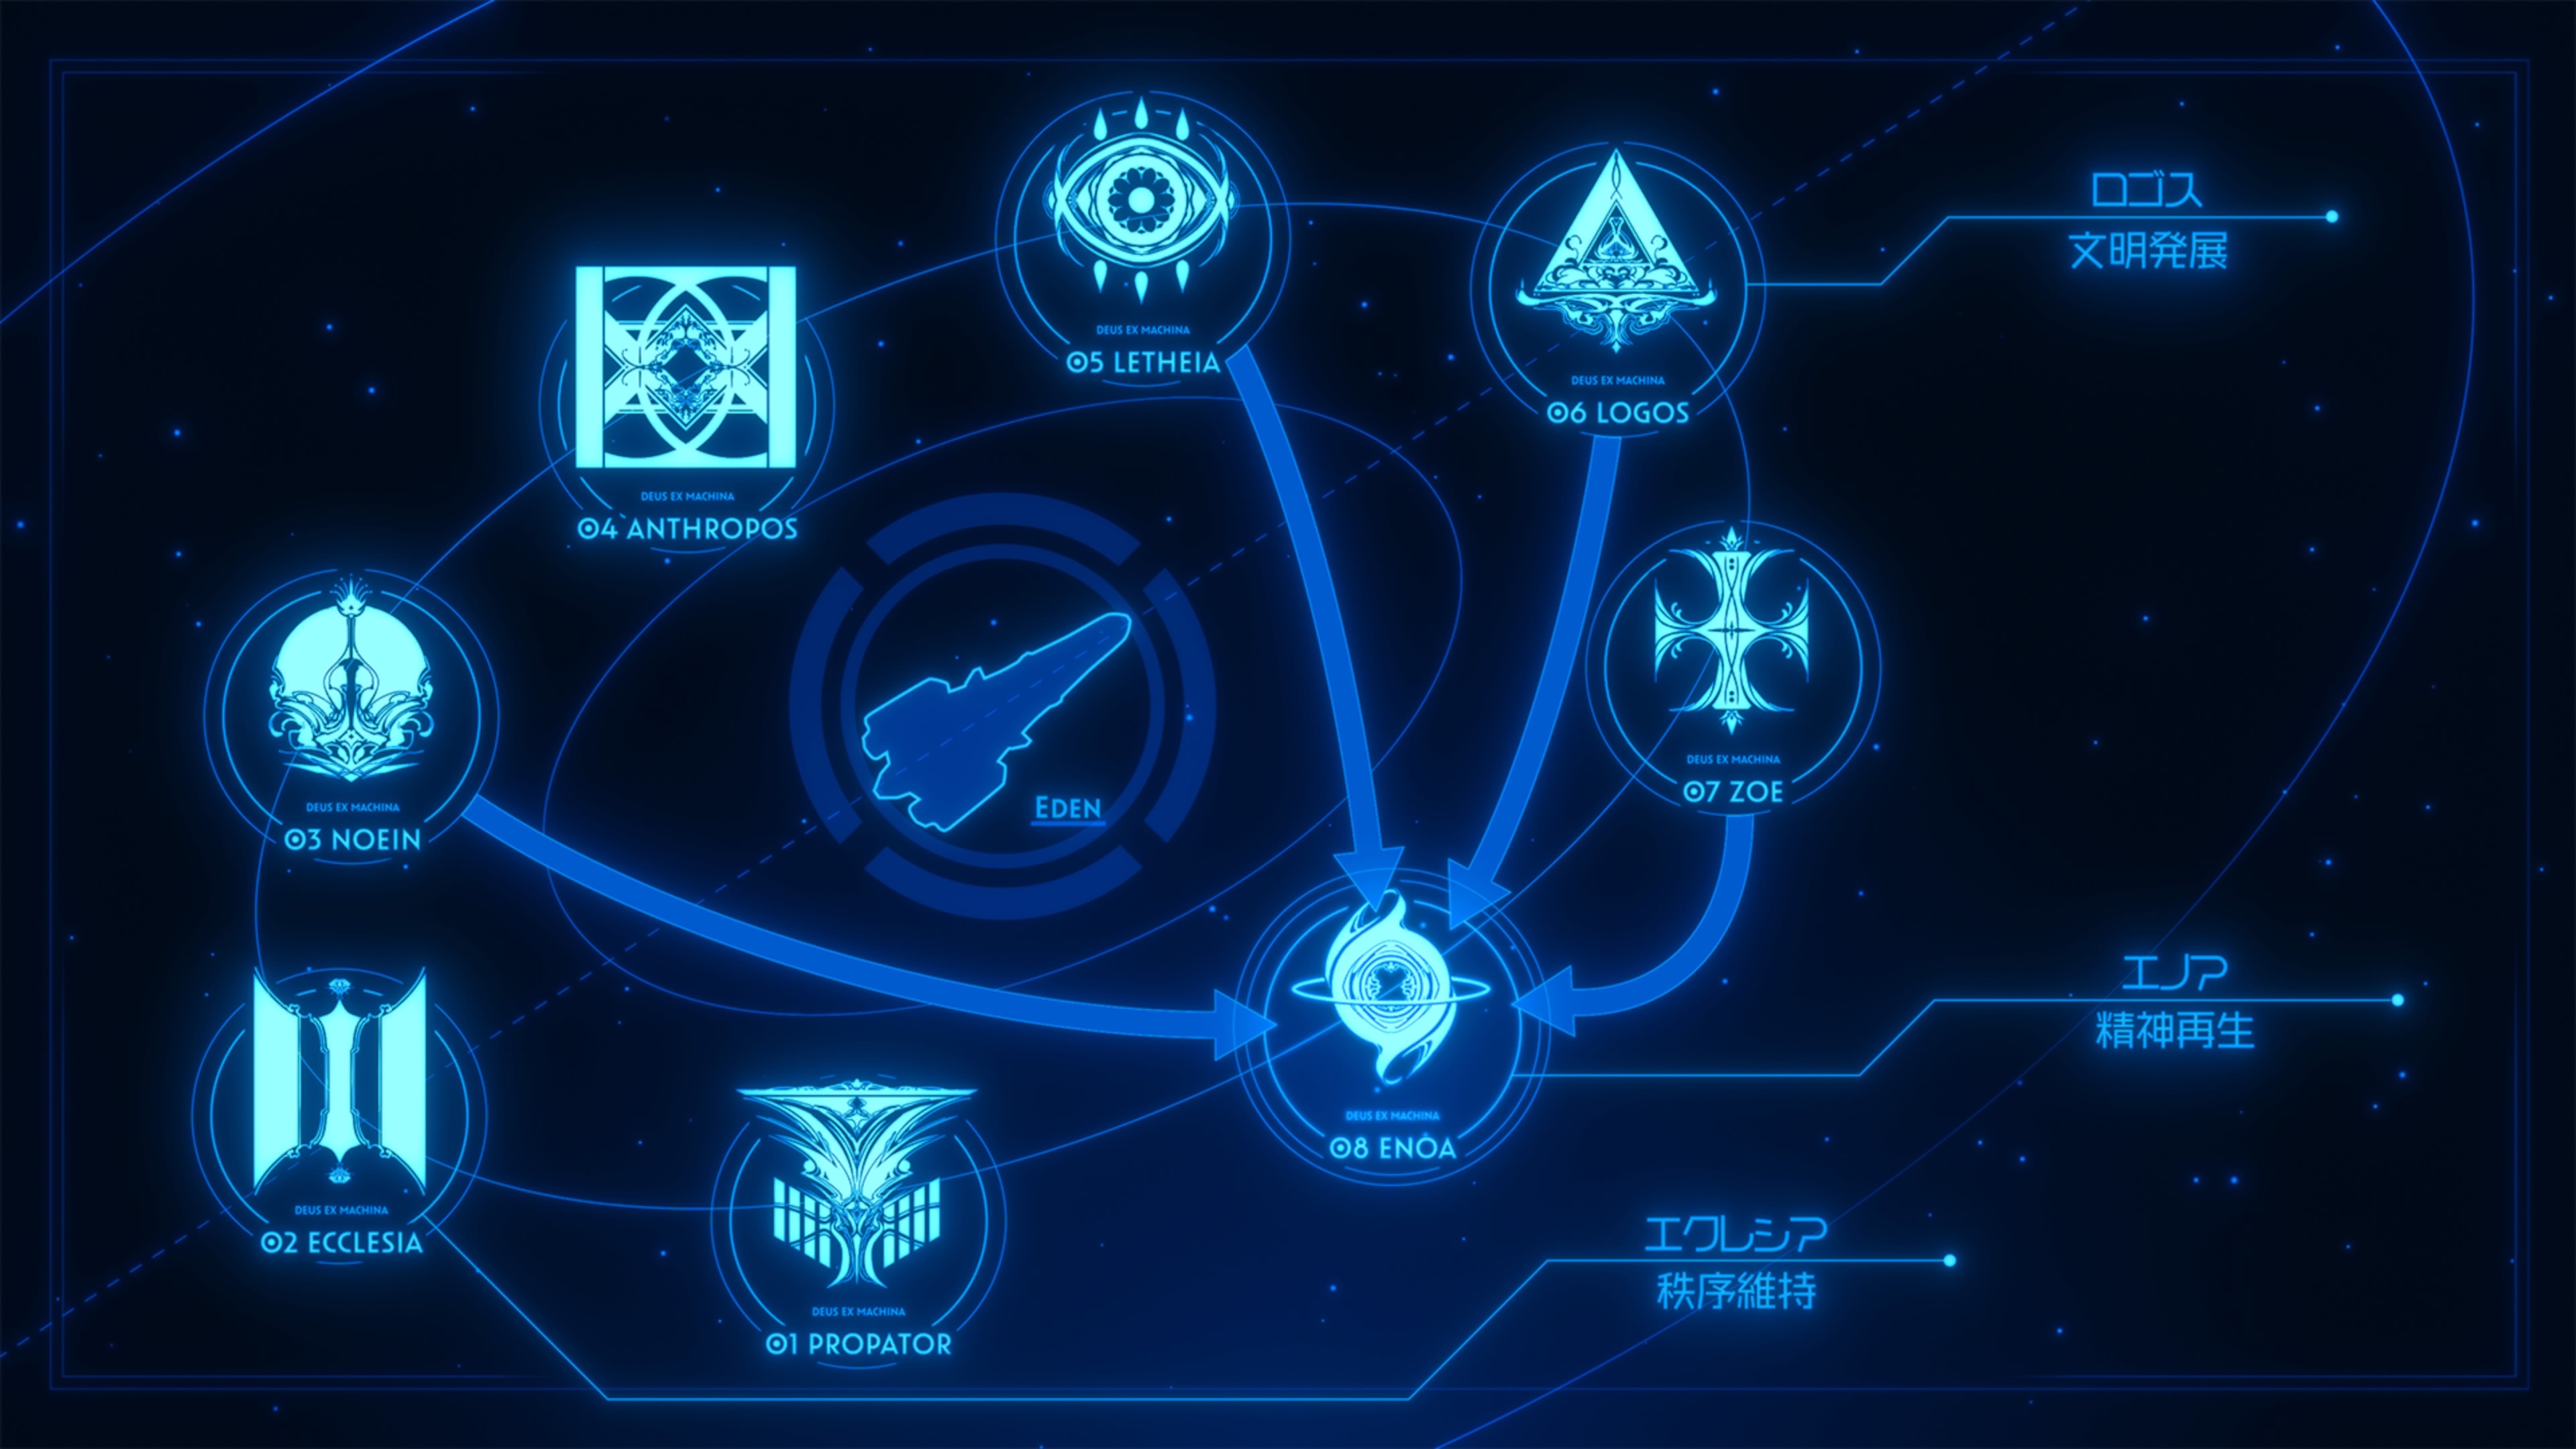 DEUS EX MACHINA
05 LETHEIA
DEUS EX MACHINA
06 LOGOS
ロゴス
文明発展
DEUS EX MACHINA
04 ANTHROPOS
DEUS EX MACHINA
03 NOEIN
EDEN
DEUS EX MACHINA
07 ZOE
エノア
精神再生
DEUS EX MACHINA
08 ENOA
DEUS EX MACHINA
02 ECCLESIA
DEUS EX MACHINA
01 PROPATOR
エクレシア
秩序維持